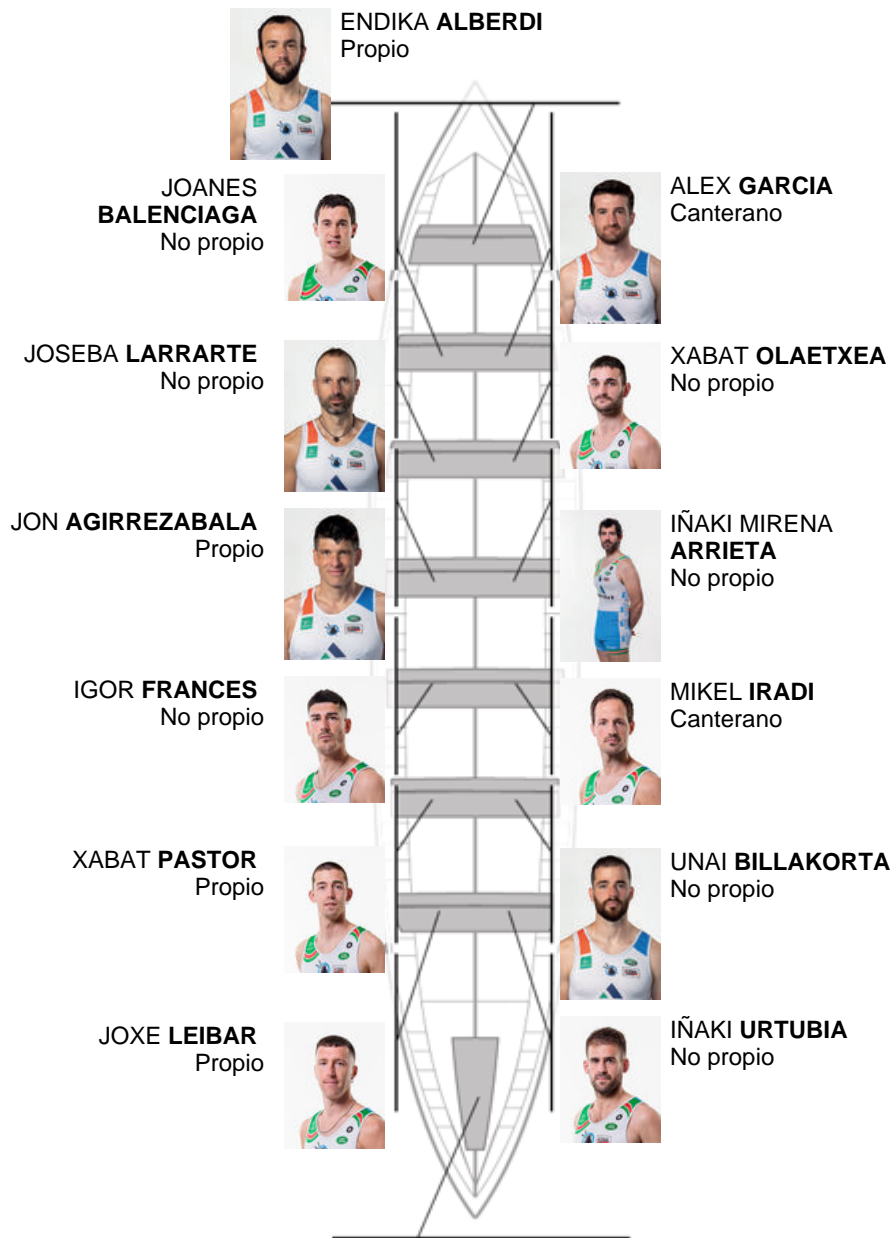 ENDIKA ALBERDI
Propio
JOANES
BALENCIAGA
No propio
ALEX GARCIA
Canterano
JOSEBA LARRARTE
No propio
XABAT OLAETXEA
No propio
JON AGIRREZABALA
Propio
IÑAKI MIRENA
ARRIETA
No propio
IGOR FRANCES
No propio
MIKEL IRADI
Canterano
XABAT PASTOR
Propio
UNAI BILLAKORTA
No propio
JOXE LEIBAR
Propio
IÑAKI URTUBIA
No propio